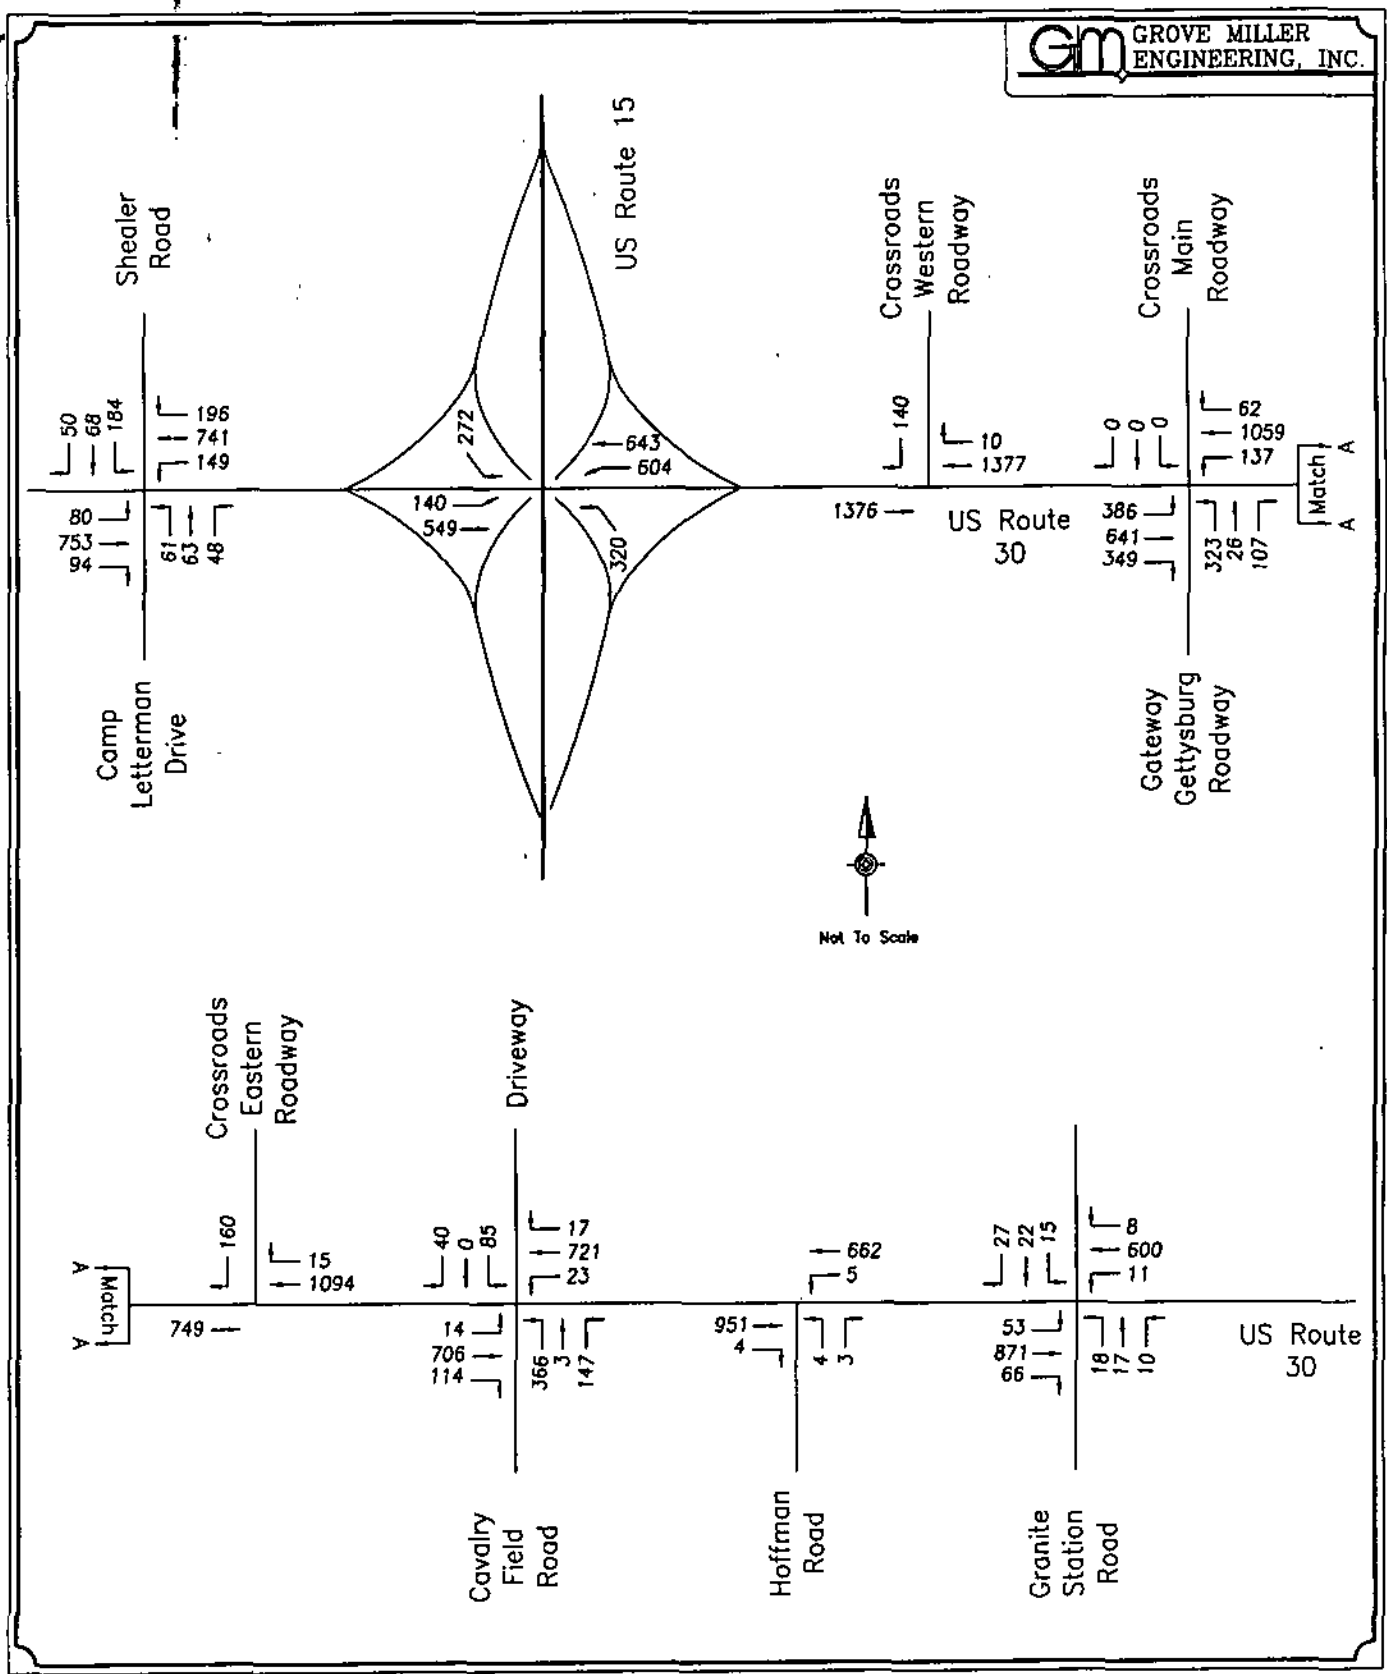 GM GROVE MILLER
ENGINEERING, INC.
Shealer
Road
US Route 15
Crossroads
Western
Roadway
Crossroads
Main
Roadway
50
68
184
196
741
149
80
753
94
61
63
48
272
643
604
140
549
320
140
10
1377
1376
US Route
30
0
0
0
62
1059
137
386
641
349
323
26
107
Match
A
A
Camp
Letterman
Drive
Gateway
Gettysburg
Roadway
Not To Scale
Crossroads
Eastern
Roadway
Driveway
A
Match
A
160
15
1094
749
40
0
85
17
721
23
14
706
114
366
3
147
662
5
951
4
4
3
27
22
15
8
600
11
53
871
66
18
17
10
US Route
30
Cavalry
Field
Road
Hoffman
Road
Granite
Station
Road